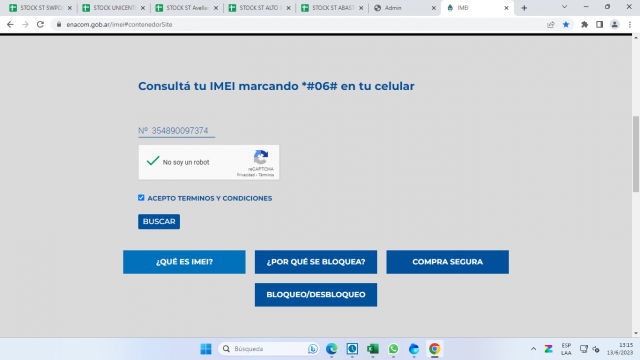 STOCK ST SWPO
STOCK UNICENTE
STOCK ST Avellan
STOCK ST ALTO
STOCK ST ABAST
Admin
IMEI
enacom.gob.ar/imei#contenedorSite
Consultá tu IMEI marcando *#06# en tu celular
Nº 354890097374
No soy un robot
reCAPTCHA
Privacidad - Términos
ACEPTO TERMINOS Y CONDICIONES
BUSCAR
¿QUÉ ES IMEI?
¿POR QUÉ SE BLOQUEA?
COMPRA SEGURA
BLOQUEO/DESBLOQUEO
Búsqueda
ESP
LAA
13:15
13/6/2023